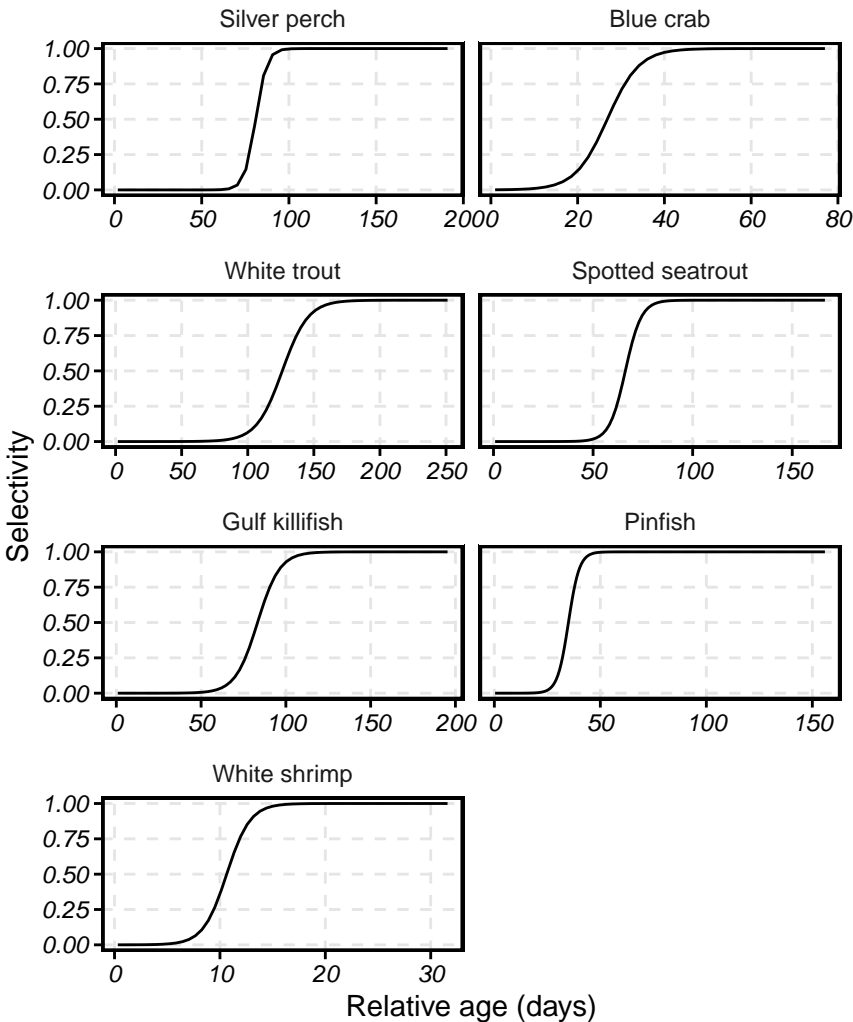 Silver perch
Blue crab
1.00
0.75
0.50
0.25
0.00
0 50 100 150 200
0 20 40 60 80
White trout
Spotted seatrout
1.00
0.75
0.50
0.25
0.00
0 50 100 150 200 250
0 50 100 150
Selectivity
Gulf killifish
Pinfish
1.00
0.75
0.50
0.25
0.00
0 50 100 150 200
0 50 100 150
White shrimp
1.00
0.75
0.50
0.25
0.00
0 10 20 30
Relative age (days)